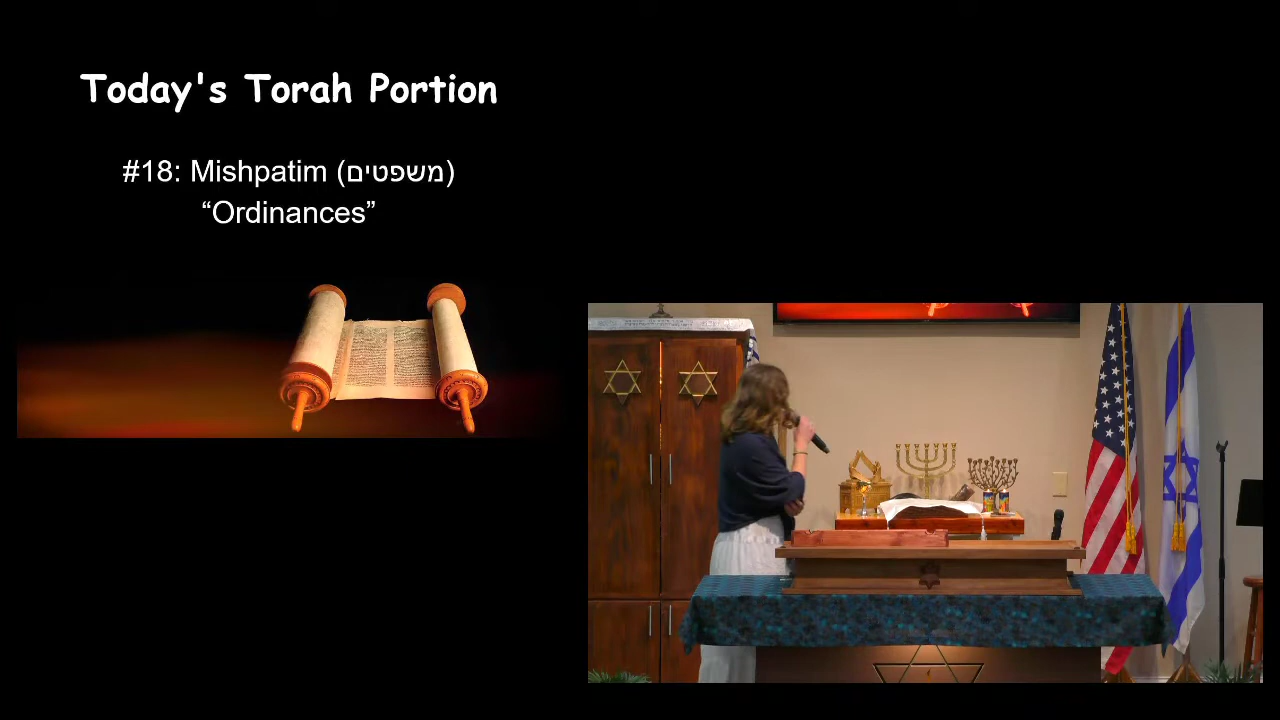 Today's Torah Portion
#18: Mishpatim (משפטים)
“Ordinances”